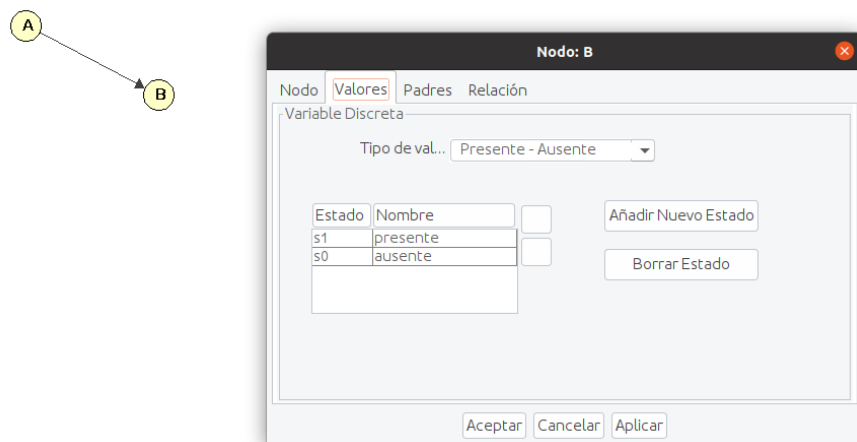 A
B
Nodo: B
Nodo Valores Padres Relación
Variable Discreta
Tipo de val... Presente - Ausente
Estado Nombre
s1 presente
s0 ausente
Añadir Nuevo Estado
Borrar Estado
Aceptar Cancelar Aplicar